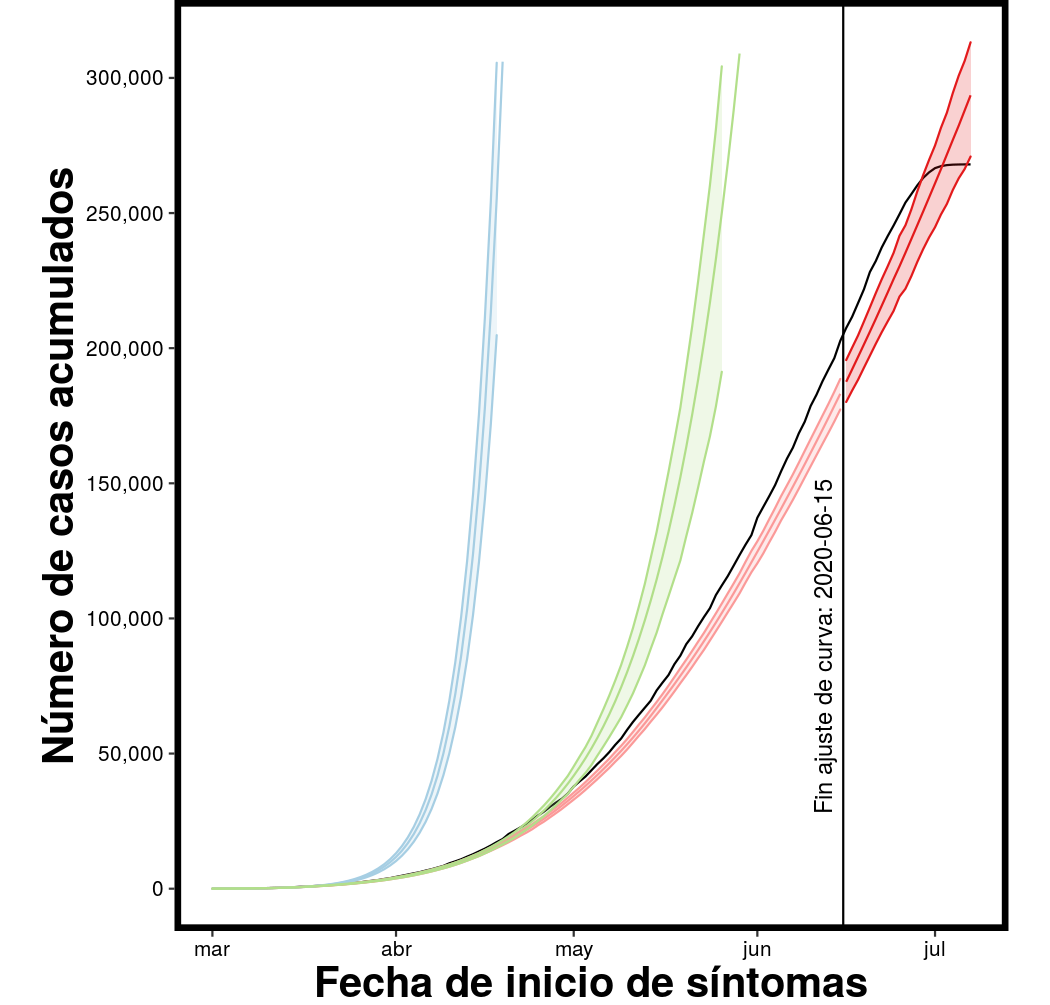 Número de casos acumulados
300,000
250,000
200,000
150,000
100,000
50,000
0
Fin ajuste de curva: 2020-06-15
mar abr may jun jul
Fecha de inicio de síntomas